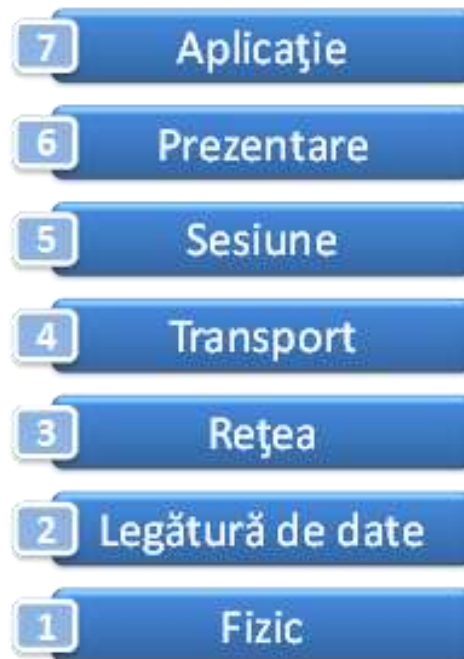 7 Aplicaţie
6 Prezentare
5 Sesiune
4 Transport
3 Reţea
2 Legătură de date
1 Fizic